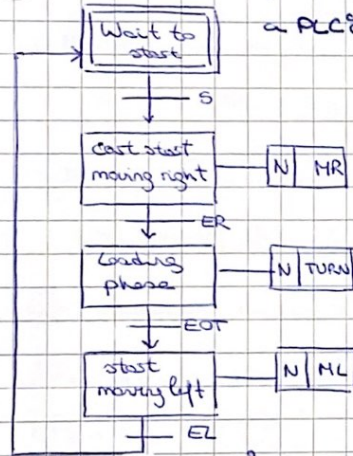 Wait to
start
a PLC
S
cart start
moving right
N MR
ER
Loading
phase
N TURN
EOT
start
moving left
N ML
EL